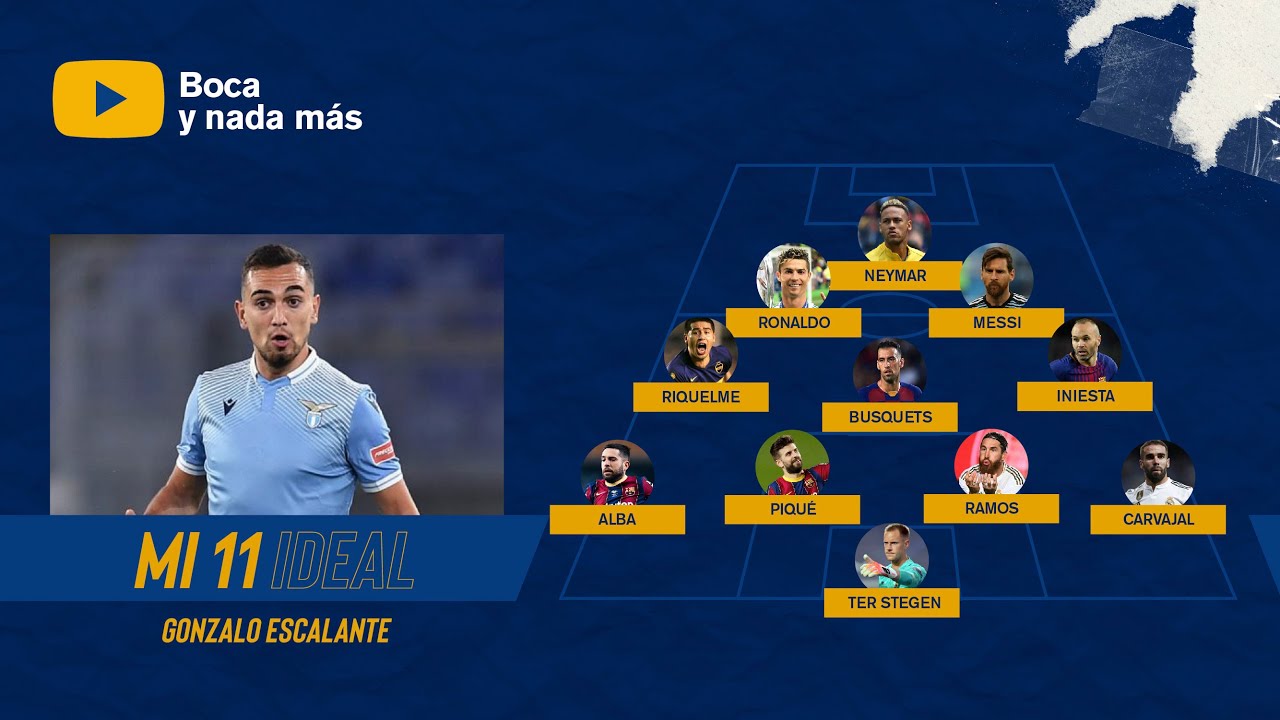 Boca
y nada más
NEYMAR
RONALDO
MESSI
RIQUELME
BUSQUETS
INIESTA
ALBA
PIQUÉ
RAMOS
CARVAJAL
TER STEGEN
MI 11 IDEAL
GONZALO ESCALANTE